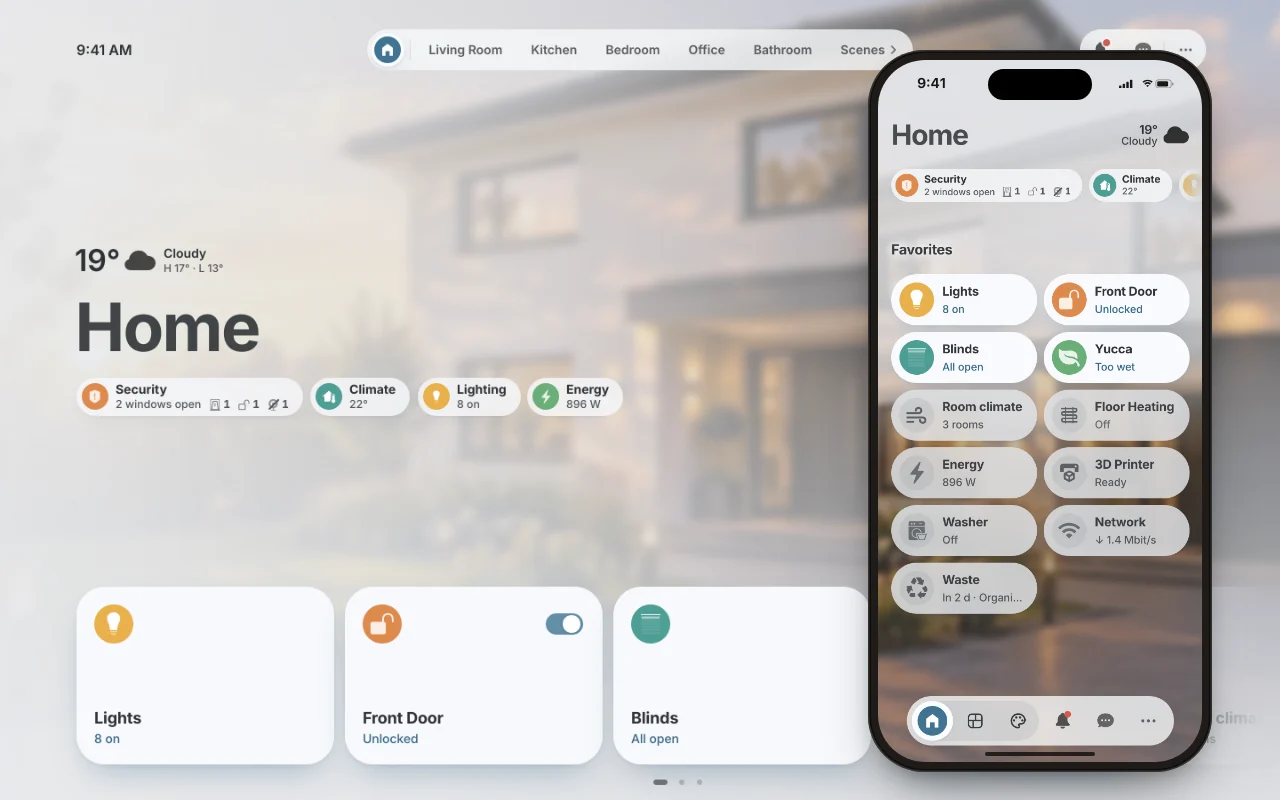 9:41 AM
Living Room
Kitchen
Bedroom
Office
Bathroom
Scenes
19°
Cloudy
H 17° · L 13°
Home
Security
2 windows open 1 1 1
Climate
22°
Lighting
8 on
Energy
896 W
Lights
8 on
Front Door
Unlocked
Blinds
All open
9:41
Home
19°
Cloudy
Security
2 windows open 1 1 1
Climate
22°
Favorites
Lights
8 on
Front Door
Unlocked
Blinds
All open
Yucca
Too wet
Room climate
3 rooms
Floor Heating
Off
Energy
896 W
3D Printer
Ready
Washer
Off
Network
↓ 1.4 Mbit/s
Waste
In 2 d · Organi...